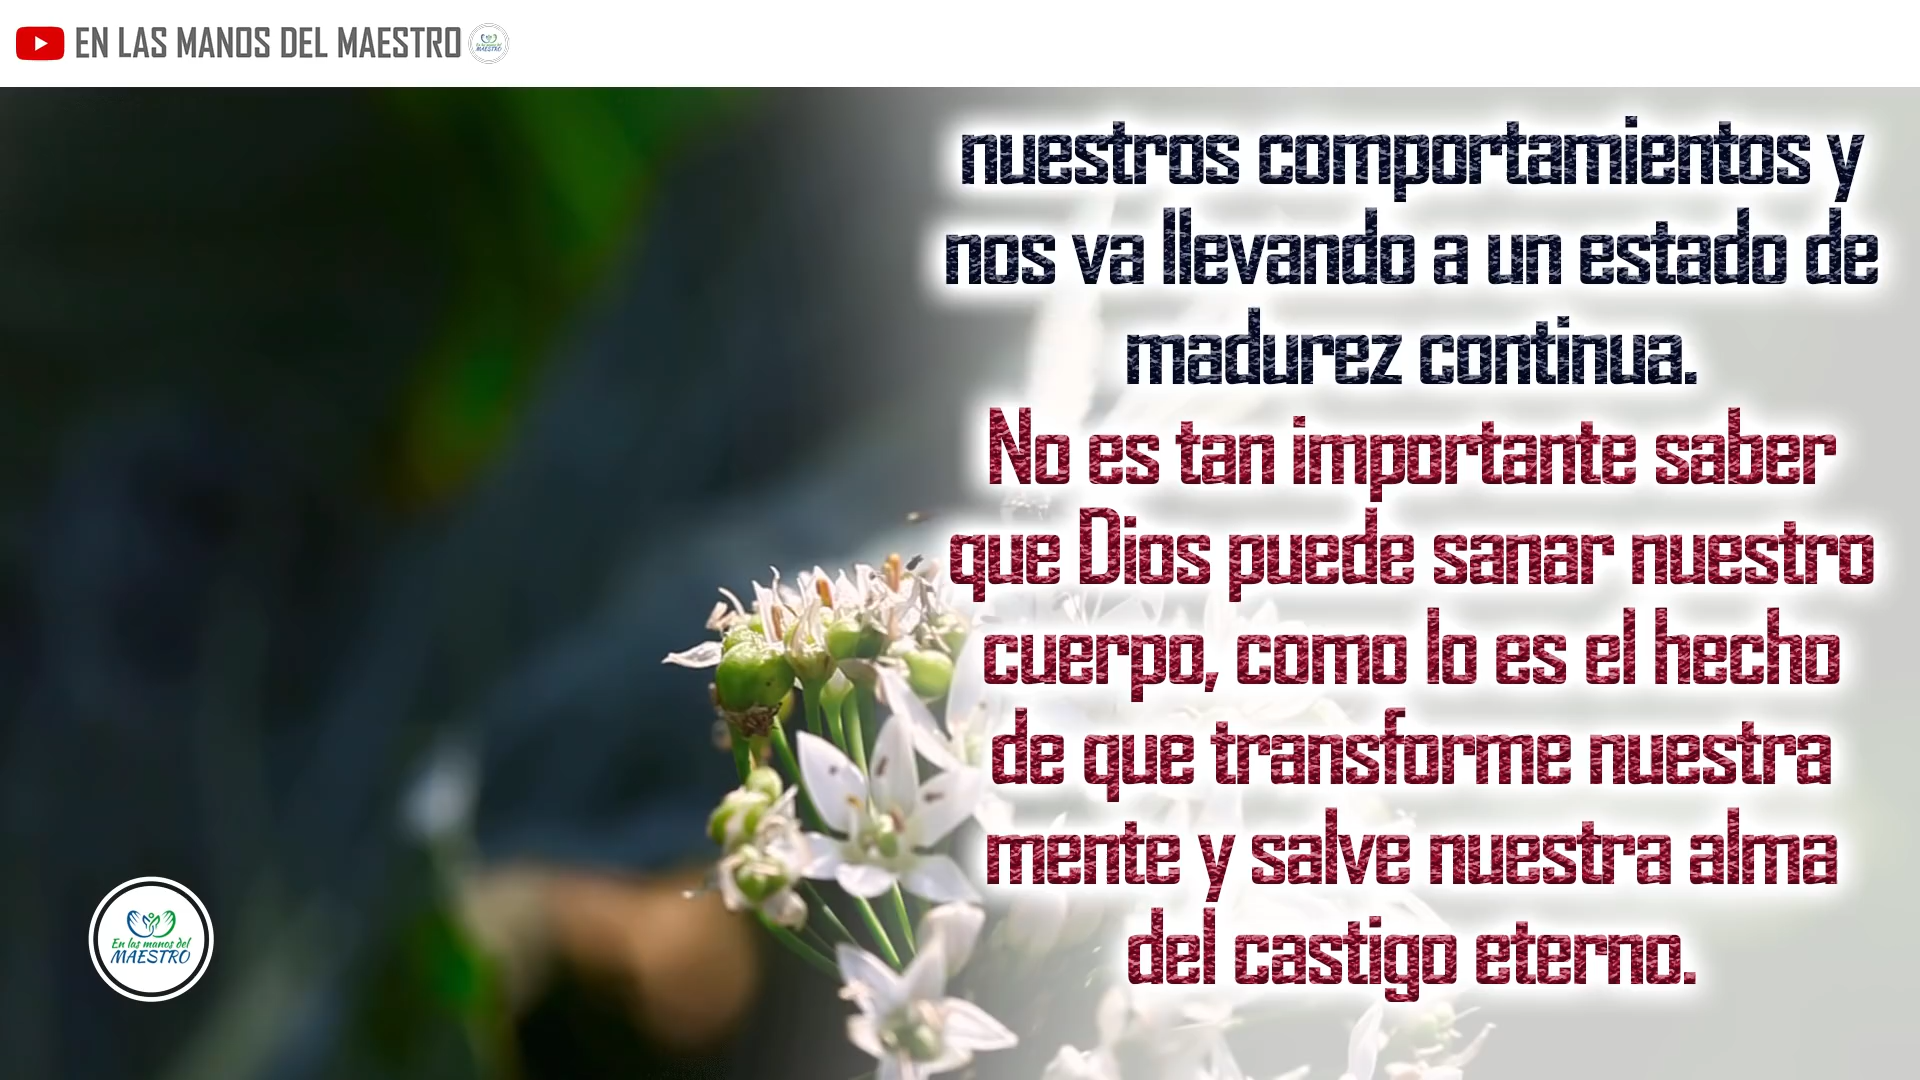 EN LAS MANOS DEL MAESTRO
nuestros comportamientos y
nos va llevando a un estado de
madurez continua.
No es tan importante saber
que Dios puede sanar nuestro
cuerpo, como lo es el hecho
de que transforme nuestra
mente y salve nuestra alma
del castigo eterno.
En las manos del
MAESTRO